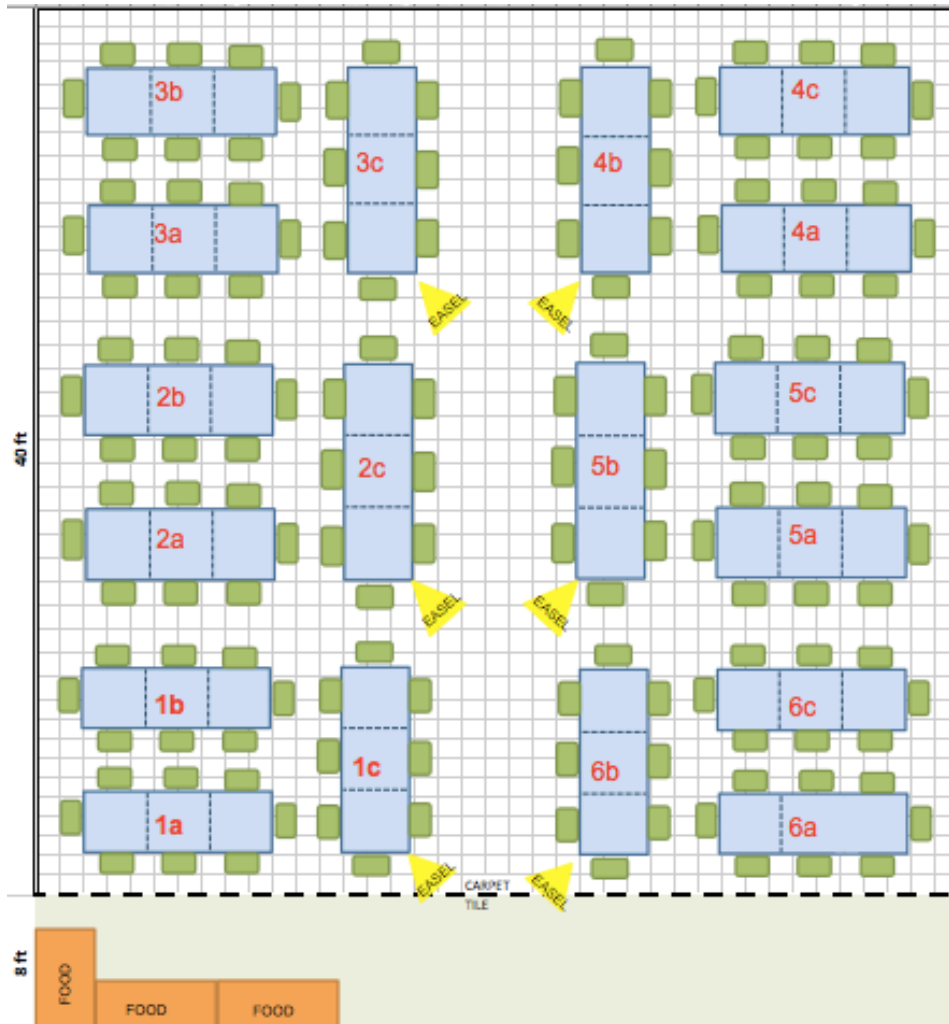 3b
3c
4b
4c
3a
4a
EASEL
EASEL
2b
5c
40 ft
2c
5b
2a
5a
EASEL
EASEL
1b
6c
1c
6b
1a
6a
EASEL
CARPET
EASEL
TILE
8 ft
FOOD
FOOD
FOOD